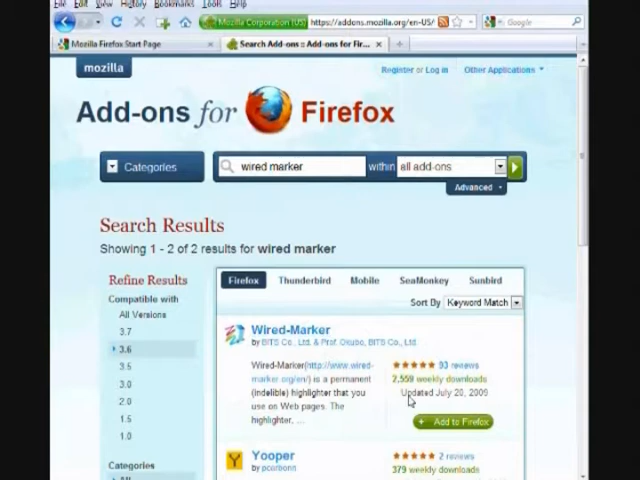 File Edit View History Bookmarks Tools Help
Mozilla Corporation (US) https://addons.mozilla.org/en-US/ Google
Mozilla Firefox Start Page Search Add-ons :: Add-ons for Fir...
mozilla Register or Log in Other Applications
Add-ons for Firefox
Categories wired marker within all add-ons
Advanced
Search Results
Showing 1 - 2 of 2 results for wired marker
Refine Results
Compatible with
All Versions
3.7
3.6
3.5
3.0
2.0
1.5
1.0
Categories
All
Firefox Thunderbird Mobile SeaMonkey Sunbird
Sort By Keyword Match
Wired-Marker
by BITS Co., Ltd. & Prof. Okubo, BITS Co., Ltd.
Wired-Marker(http://www.wired-
marker.org/en/) is a permanent
(indelible) highlighter that you
use on Web pages. The
highlighter, ...
93 reviews
2,559 weekly downloads
Updated July 20, 2009
+ Add to Firefox
Yooper
by pcorbonn
2 reviews
379 weekly downloads